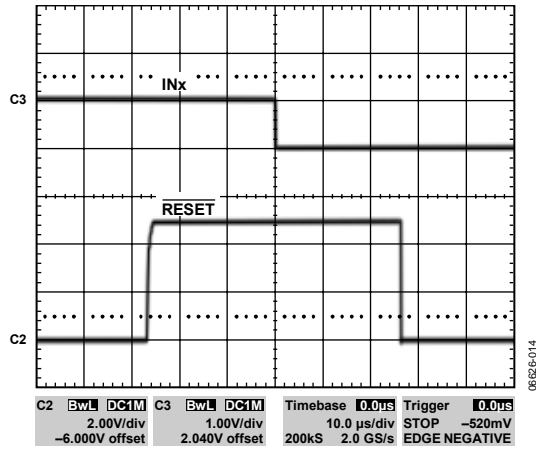 INx
C3
RESET
C2
06626-014
C2 BwL DC1M C3 BwL DC1M Timebase 0.0µs Trigger 0.0µs
2.00V/div 1.00V/div 10.0 µs/div STOP –520mV
–6.000V offset 2.040V offset 200kS 2.0 GS/s EDGE NEGATIVE